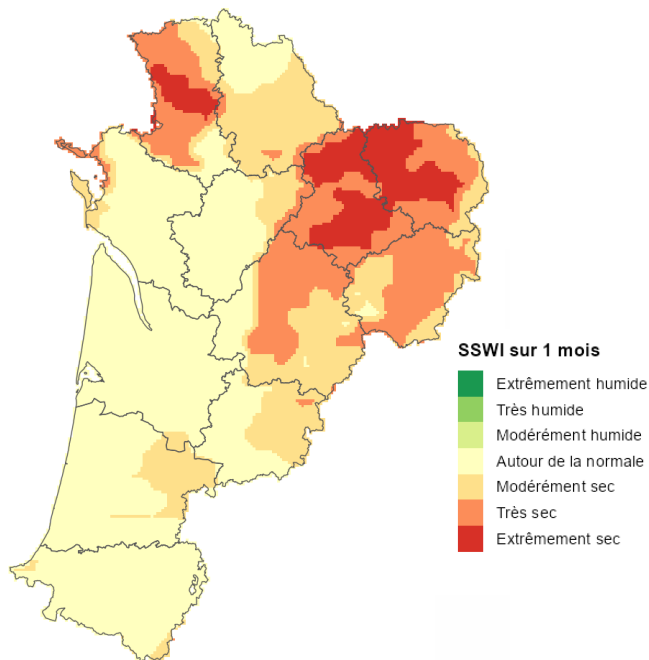 SSWI sur 1 mois
Extrêmement humide
Très humide
Modérément humide
Autour de la normale
Modérément sec
Très sec
Extrêmement sec